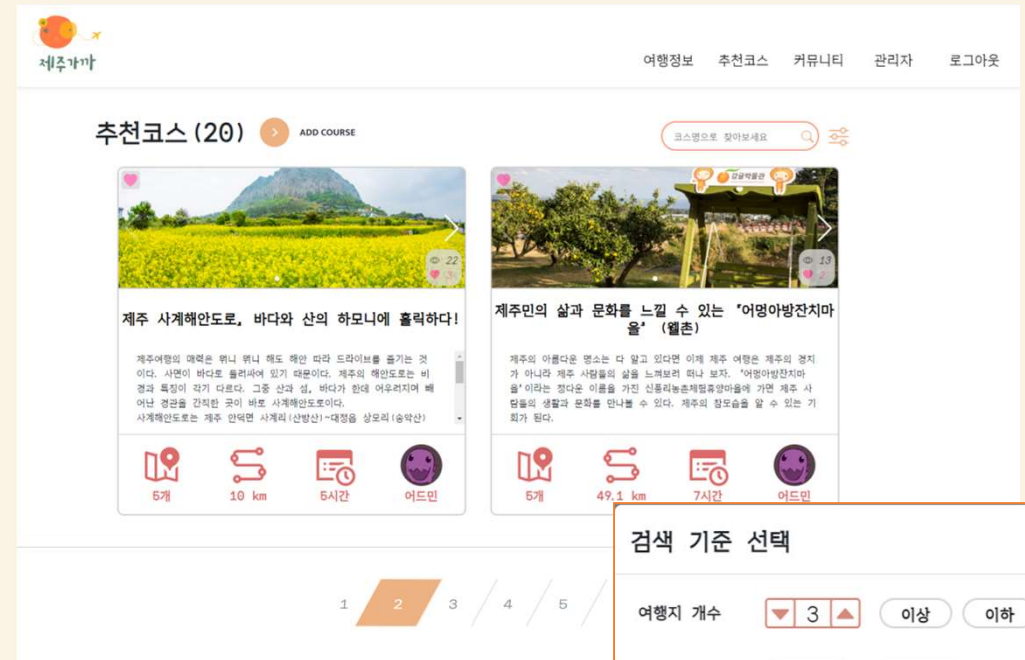 제주가까
여행정보 추천코스 커뮤니티 관리자 로그아웃
추천코스(20) ADD COURSE
코스명으로 찾아보세요
감귤박물관
22
3
13
2
제주 사계해안도로, 바다와 산의 하모니에 홀릭하다!
제주여행의 매력은 뭐니 뭐니 해도 해안 따라 드라이브를 즐기는 것
이다. 사면이 바다로 둘러싸여 있기 때문이다. 제주의 해안도로는 비
경과 특징이 각기 다르다. 그중 산과 섬, 바다가 한데 어우러지며 빼
어난 경관을 간직한 곳이 바로 사계해안도로이다.
사계해안도로는 제주 안덕면 사계리(산방산)~대정읍 상모리(송악산)
5개 10 km 5시간 어드민
제주민의 삶과 문화를 느낄 수 있는 '어멍아방잔치마
을' (웰촌)
제주의 아름다운 명소는 다 알고 있다면 이제 제주 여행은 제주의 경치
가 아니라 제주 사람들의 삶을 느껴보러 떠나 보자. '어멍아방잔치마
을'이라는 정다운 이름을 가진 신풍리농촌체험휴양마을에 가면 제주 사
람들의 생활과 문화를 만나볼 수 있다. 제주의 참모습을 알 수 있는 기
회가 된다.
5개 49.1 km 7시간 어드민
1 2 3 4 5
검색 기준 선택
여행지 개수 3 이상 이하